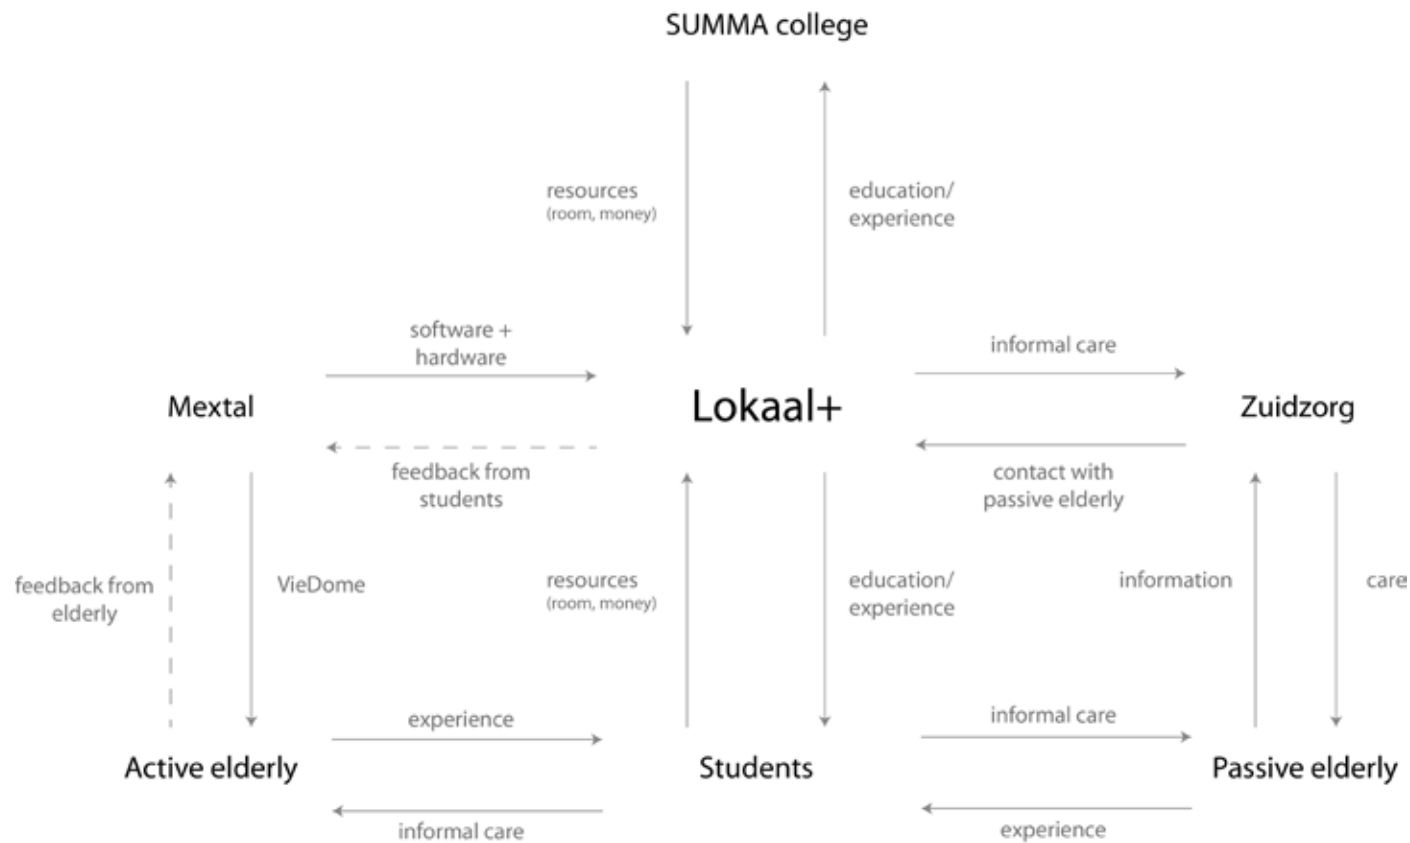 SUMMA college
resources
(room, money)
education/
experience
software +
hardware
informal care
Mextal
Lokaal+
Zuidzorg
feedback from
students
contact with
passive elderly
feedback from
elderly
VieDome
resources
(room, money)
education/
experience
information
care
experience
informal care
Active elderly
Students
Passive elderly
informal care
experience